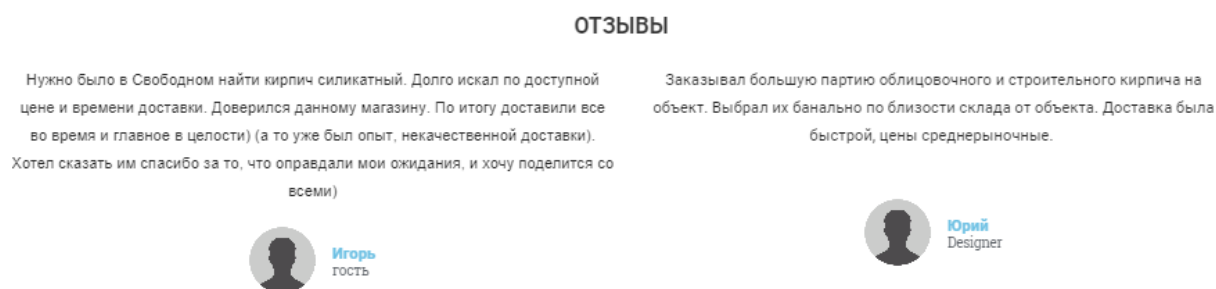 ОТЗЫВЫ
Нужно было в Свободном найти кирпич силикатный. Долго искал по доступной
цене и времени доставки. Доверился данному магазину. По итогу доставили все
во время и главное в целости) (а то уже был опыт, некачественной доставки).
Хотел сказать им спасибо за то, что оправдали мои ожидания, и хочу поделится со
всеми)
Игорь
гость
Заказывал большую партию облицовочного и строительного кирпича на
объект. Выбрал их банально по близости склада от объекта. Доставка была
быстрой, цены среднерыночные.
Юрий
Designer